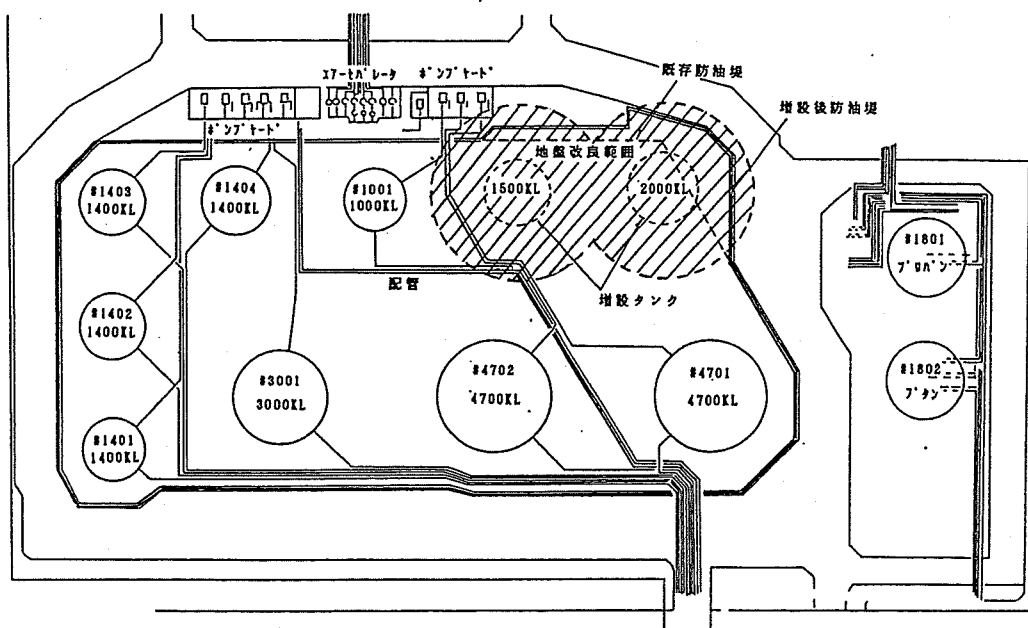 エアーセパレータ
ポンプヤード
既存防油堤
増設後防油堤
ポンプヤード
地盤改良範囲
#1403
1400KL
#1404
1400KL
#1001
1000KL
1500KL
2000KL
#1801
プロパン
配管
増設タンク
#1402
1400KL
#3001
3000KL
#4702
4700KL
#4701
4700KL
#1802
ブタン
#1401
1400KL